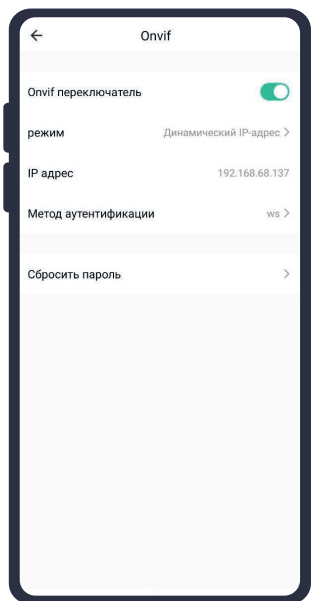 Onvif
Onvif переключатель
режим Динамический IP-адрес
IP адрес 192.168.68.137
Метод аутентификации ws
Сбросить пароль